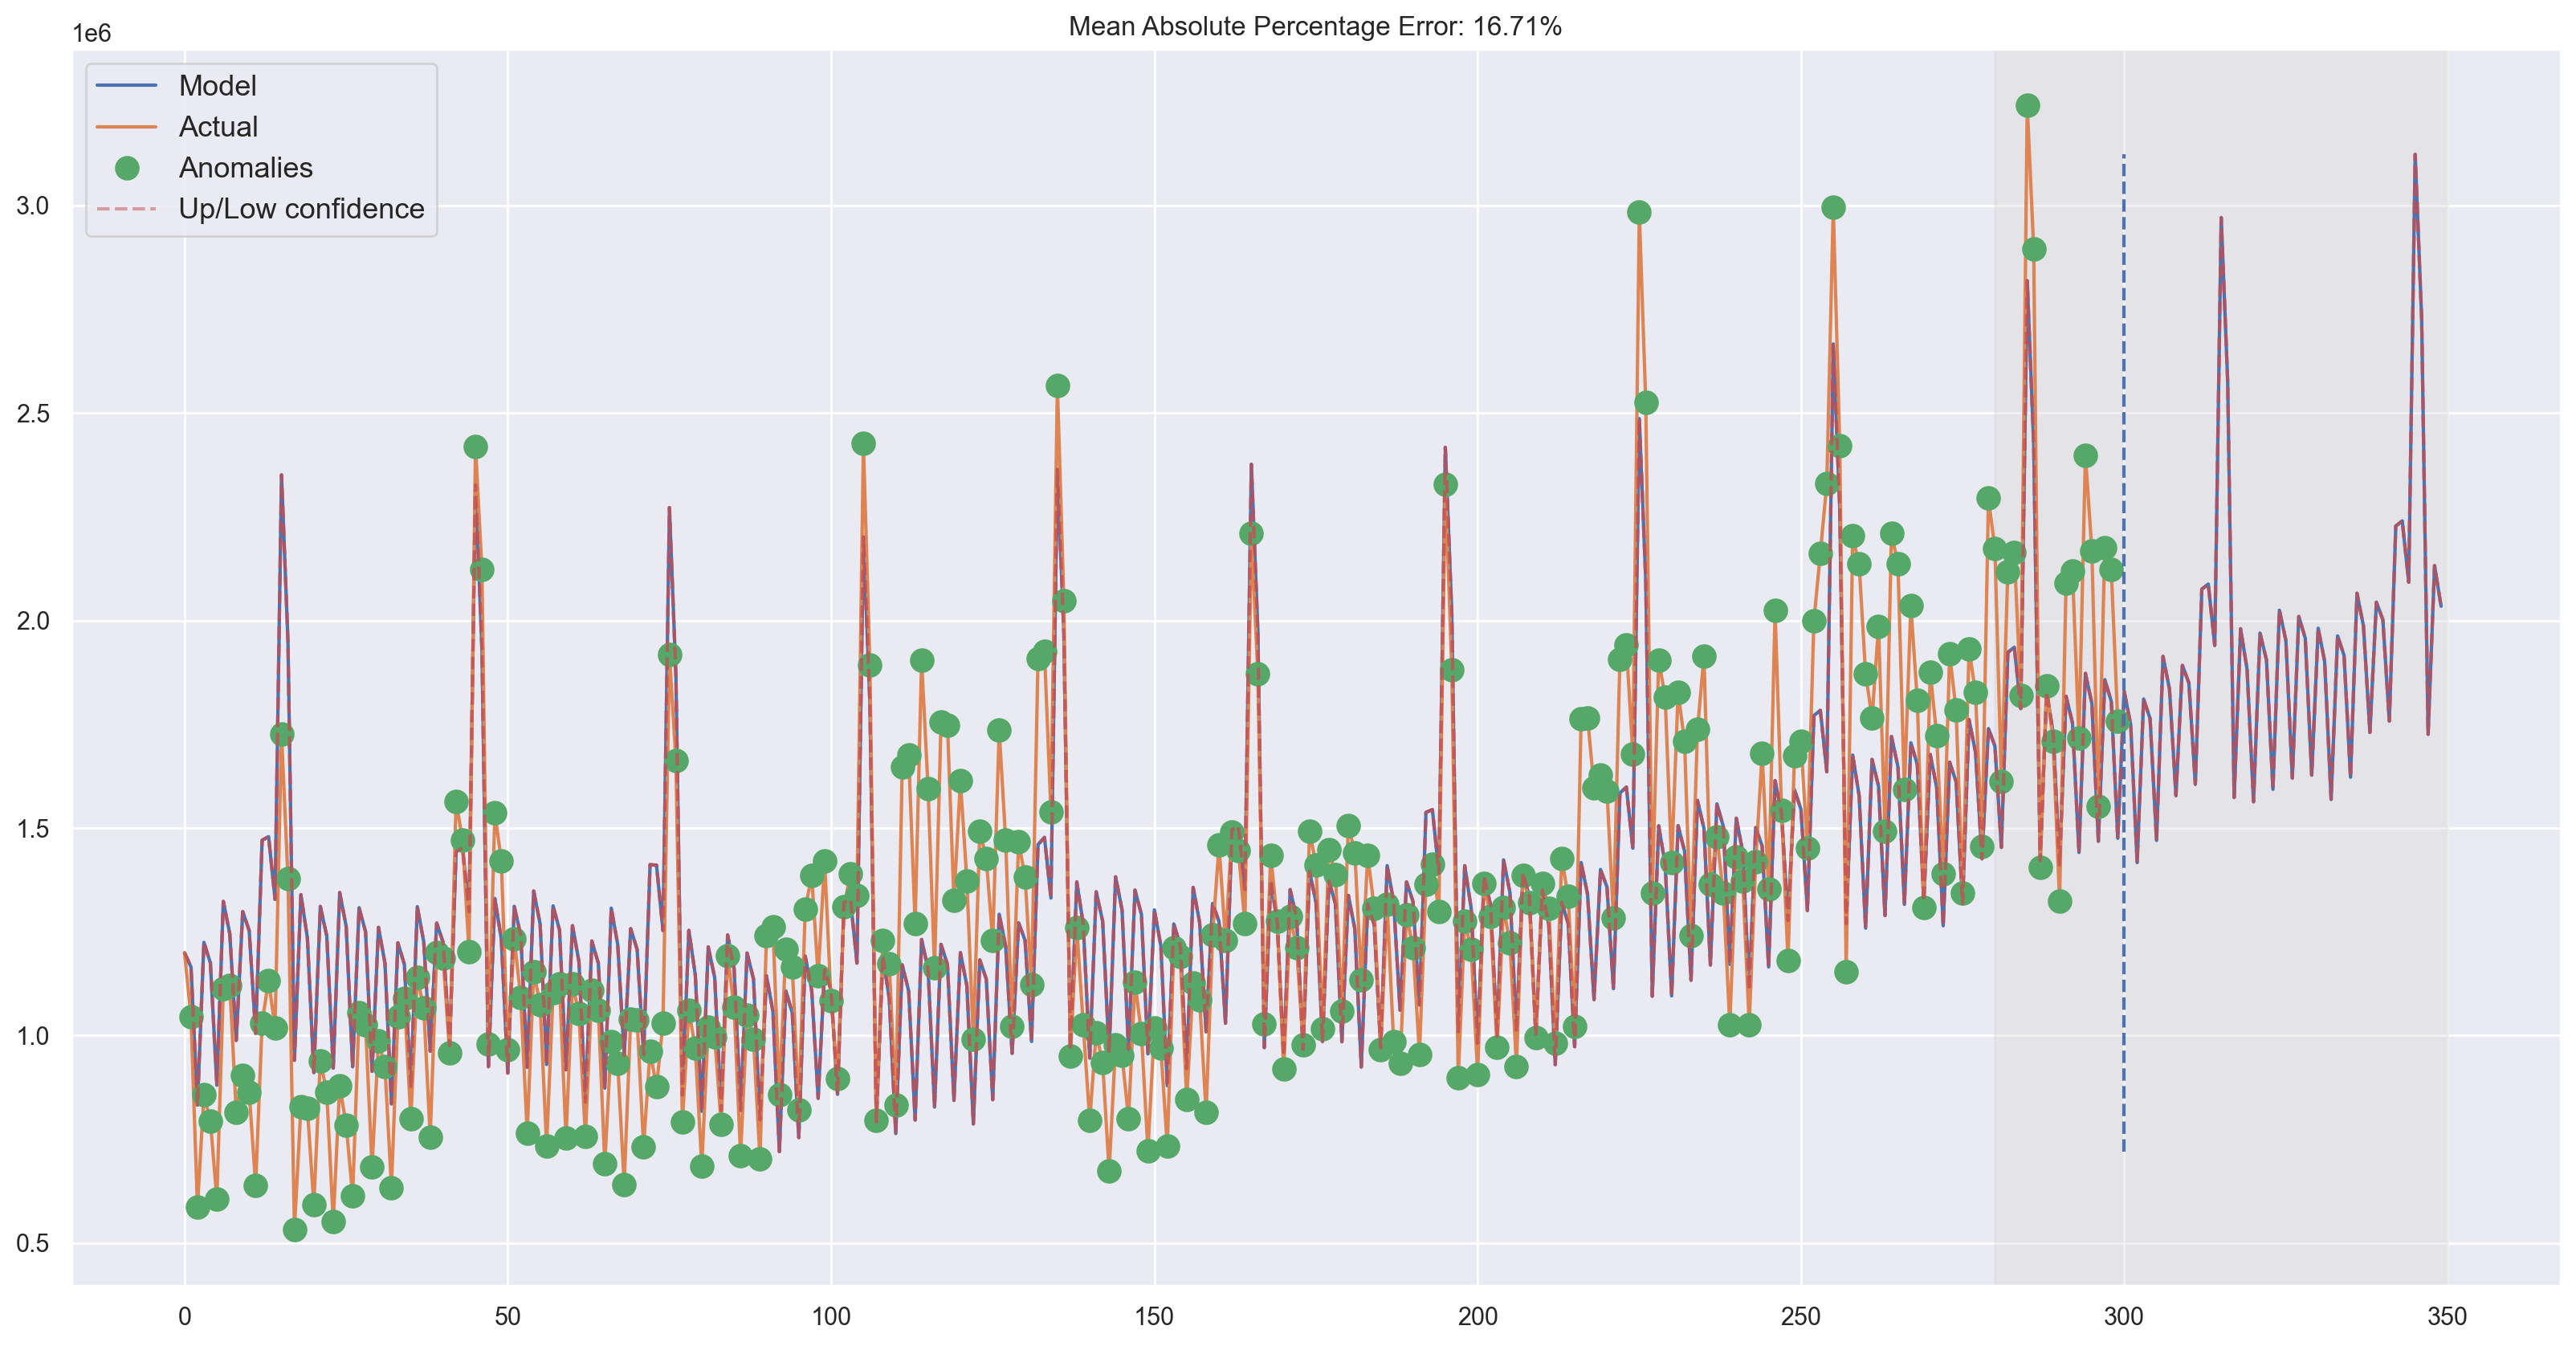 Mean Absolute Percentage Error: 16.71%
1e6
Model
Actual
Anomalies
Up/Low confidence
3.0
2.5
2.0
1.5
1.0
0.5
0 50 100 150 200 250 300 350